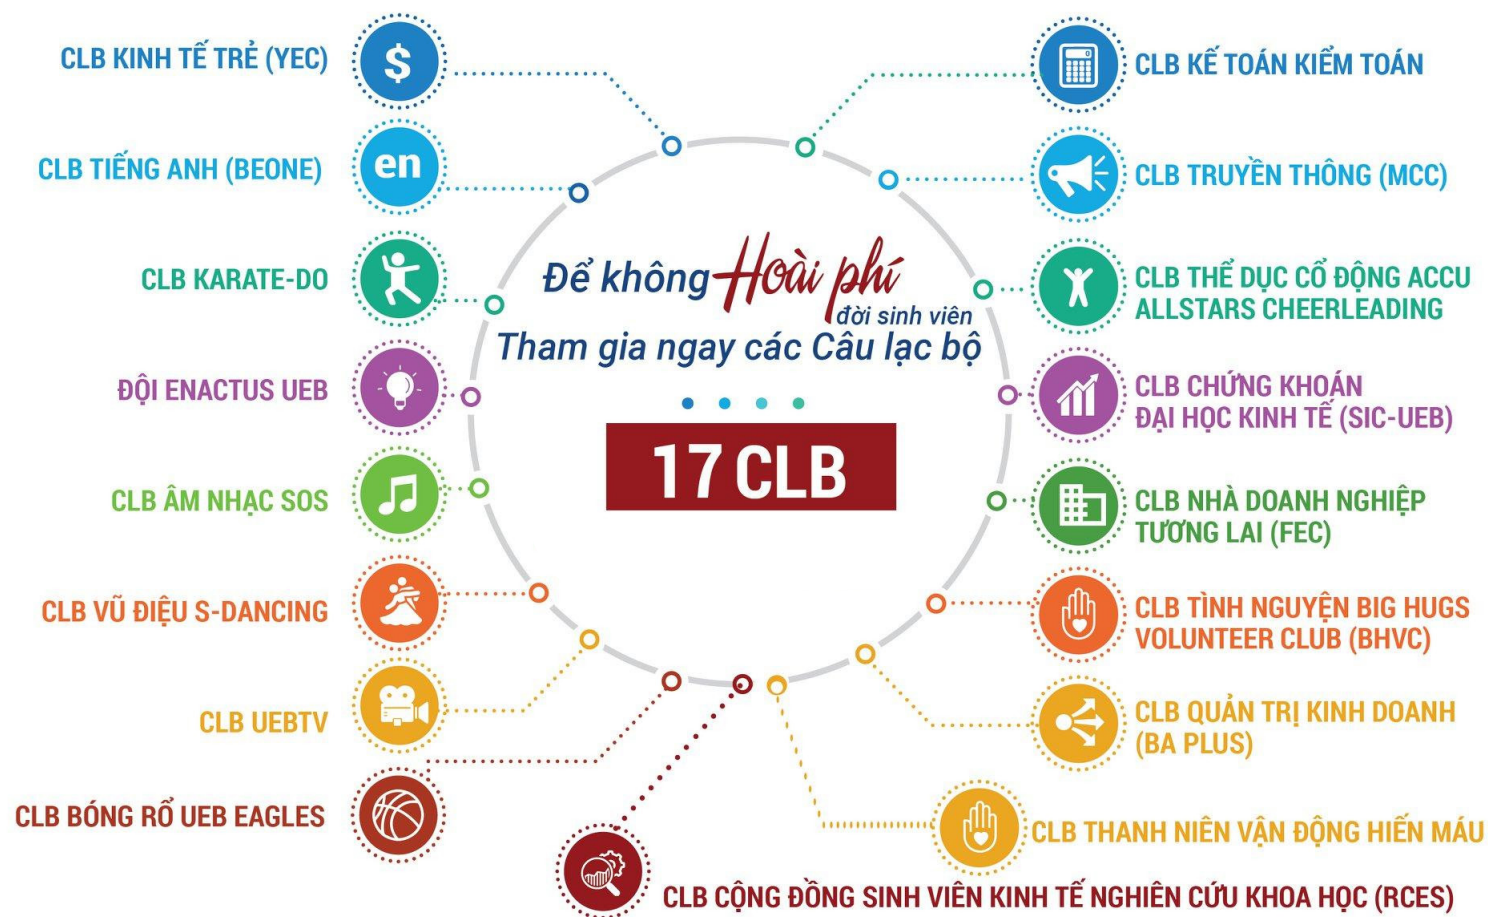 CLB KINH TẾ TRẺ (YEC)
CLB TIẾNG ANH (BEONE)
en
CLB KARATE-DO
ĐỘI ENACTUS UEB
CLB ÂM NHẠC SOS
CLB VŨ ĐIỆU S-DANCING
CLB UEBTV
CLB BÓNG RỔ UEB EAGLES
$
Để không Hoài phí
đời sinh viên
Tham gia ngay các Câu lạc bộ
17 CLB
CLB KẾ TOÁN KIỂM TOÁN
CLB TRUYỀN THÔNG (MCC)
CLB THỂ DỤC CỔ ĐỘNG ACCU
ALLSTARS CHEERLEADING
CLB CHỨNG KHOÁN
ĐẠI HỌC KINH TẾ (SIC-UEB)
CLB NHÀ DOANH NGHIỆP
TƯƠNG LAI (FEC)
CLB TÌNH NGUYỆN BIG HUGS
VOLUNTEER CLUB (BHVC)
CLB QUẢN TRỊ KINH DOANH
(BA PLUS)
CLB THANH NIÊN VẬN ĐỘNG HIẾN MÁU
CLB CỘNG ĐỒNG SINH VIÊN KINH TẾ NGHIÊN CỨU KHOA HỌC (RCES)